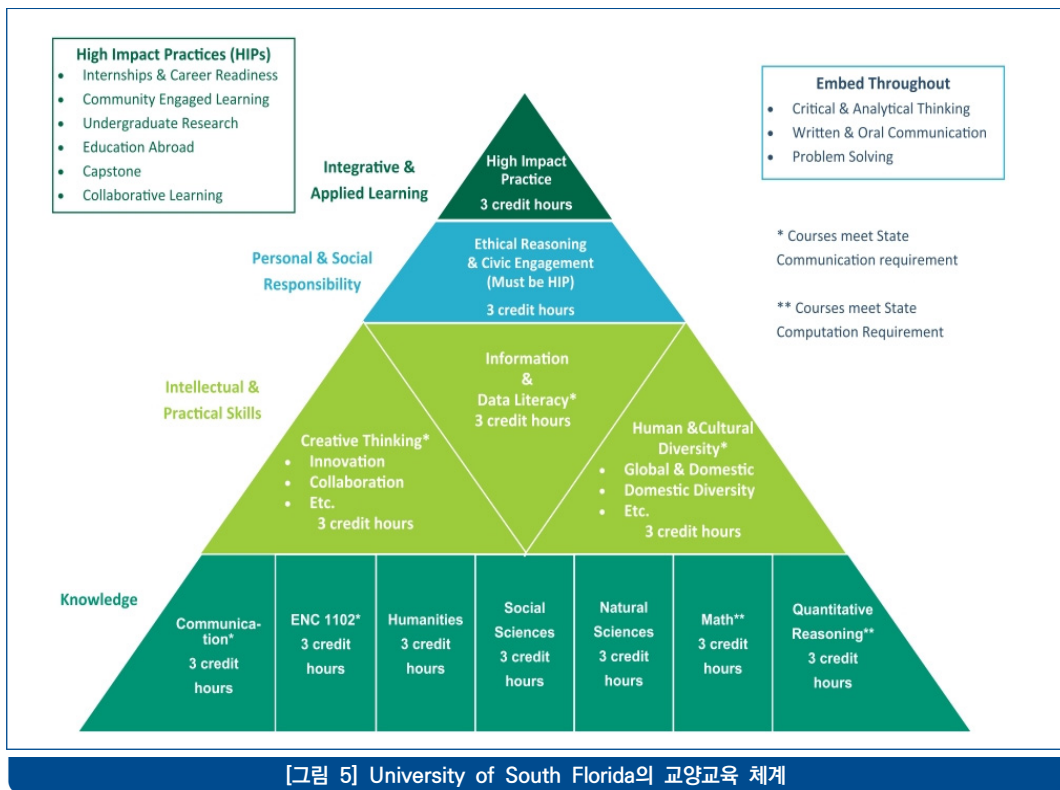 High Impact Practices (HIPs)
• Internships & Career Readiness
• Community Engaged Learning
• Undergraduate Research
• Education Abroad
• Capstone
• Collaborative Learning
Embed Throughout
• Critical & Analytical Thinking
• Written & Oral Communication
• Problem Solving
Integrative &
Applied Learning
High Impact
Practice
3 credit hours
* Courses meet State
Communication requirement
** Courses meet State
Computation Requirement
Personal & Social
Responsibility
Ethical Reasoning
& Civic Engagement
(Must be HIP)
3 credit hours
Intellectual &
Practical Skills
Information
&
Data Literacy*
3 credit hours
Creative Thinking*
• Innovation
• Collaboration
• Etc.
3 credit hours
Human &Cultural
Diversity*
• Global & Domestic
• Domestic Diversity
• Etc.
3 credit hours
Knowledge
Communica-
tion*
3 credit
hours
ENC 1102*
3 credit
hours
Humanities
3 credit
hours
Social
Sciences
3 credit
hours
Natural
Sciences
3 credit
hours
Math**
3 credit
hours
Quantitative
Reasoning**
3 credit
hours
[그림 5] University of South Florida의 교양교육 체계